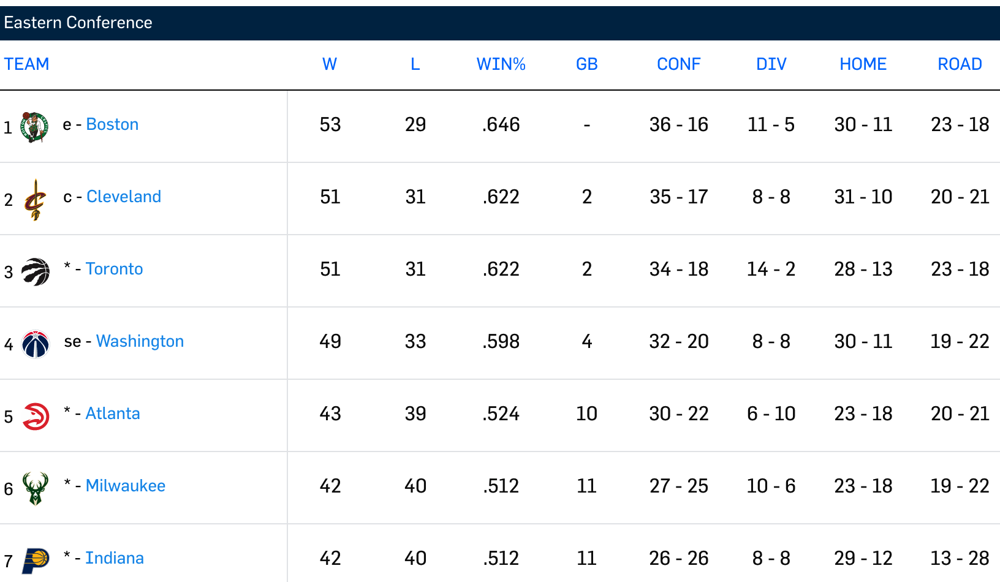 Eastern Conference
TEAM W L WIN% GB CONF DIV HOME ROAD
1 e - Boston 53 29 .646 - 36 - 16 11 - 5 30 - 11 23 - 18
2 c - Cleveland 51 31 .622 2 35 - 17 8 - 8 31 - 10 20 - 21
3 * - Toronto 51 31 .622 2 34 - 18 14 - 2 28 - 13 23 - 18
4 se - Washington 49 33 .598 4 32 - 20 8 - 8 30 - 11 19 - 22
5 * - Atlanta 43 39 .524 10 30 - 22 6 - 10 23 - 18 20 - 21
6 * - Milwaukee 42 40 .512 11 27 - 25 10 - 6 23 - 18 19 - 22
7 * - Indiana 42 40 .512 11 26 - 26 8 - 8 29 - 12 13 - 28